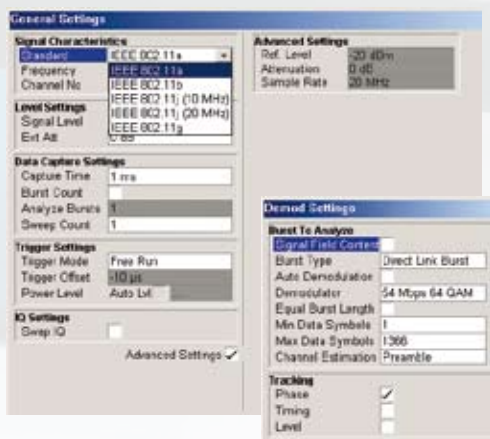 General Settings
Signal Characteristics
Standard IEEE 802.11a
Frequency IEEE 802.11a
Channel No IEEE 802.11b
IEEE 802.11j (10 MHz)
Level Settings IEEE 802.11j (20 MHz)
Signal Level IEEE 802.11g
Ext Att
Data Capture Settings
Capture Time 1 ms
Burst Count
Analyze Bursts 1
Sweep Count 1
Trigger Settings
Trigger Mode Free Run
Trigger Offset -10 µs
Power Level Auto Lvl
IQ Settings
Swap IQ
Advanced Settings
Advanced Settings
Ref. Level -20 dBm
Attenuation 0 dB
Sample Rate 20 MHz
Demod Settings
Burst To Analyze
Signal Field Content
Burst Type Direct Link Burst
Auto Demodulation
Demodulator 54 Mbps 64 QAM
Equal Burst Length
Min Data Symbols 1
Max Data Symbols 1366
Channel Estimation Preamble
Tracking
Phase
Timing
Level